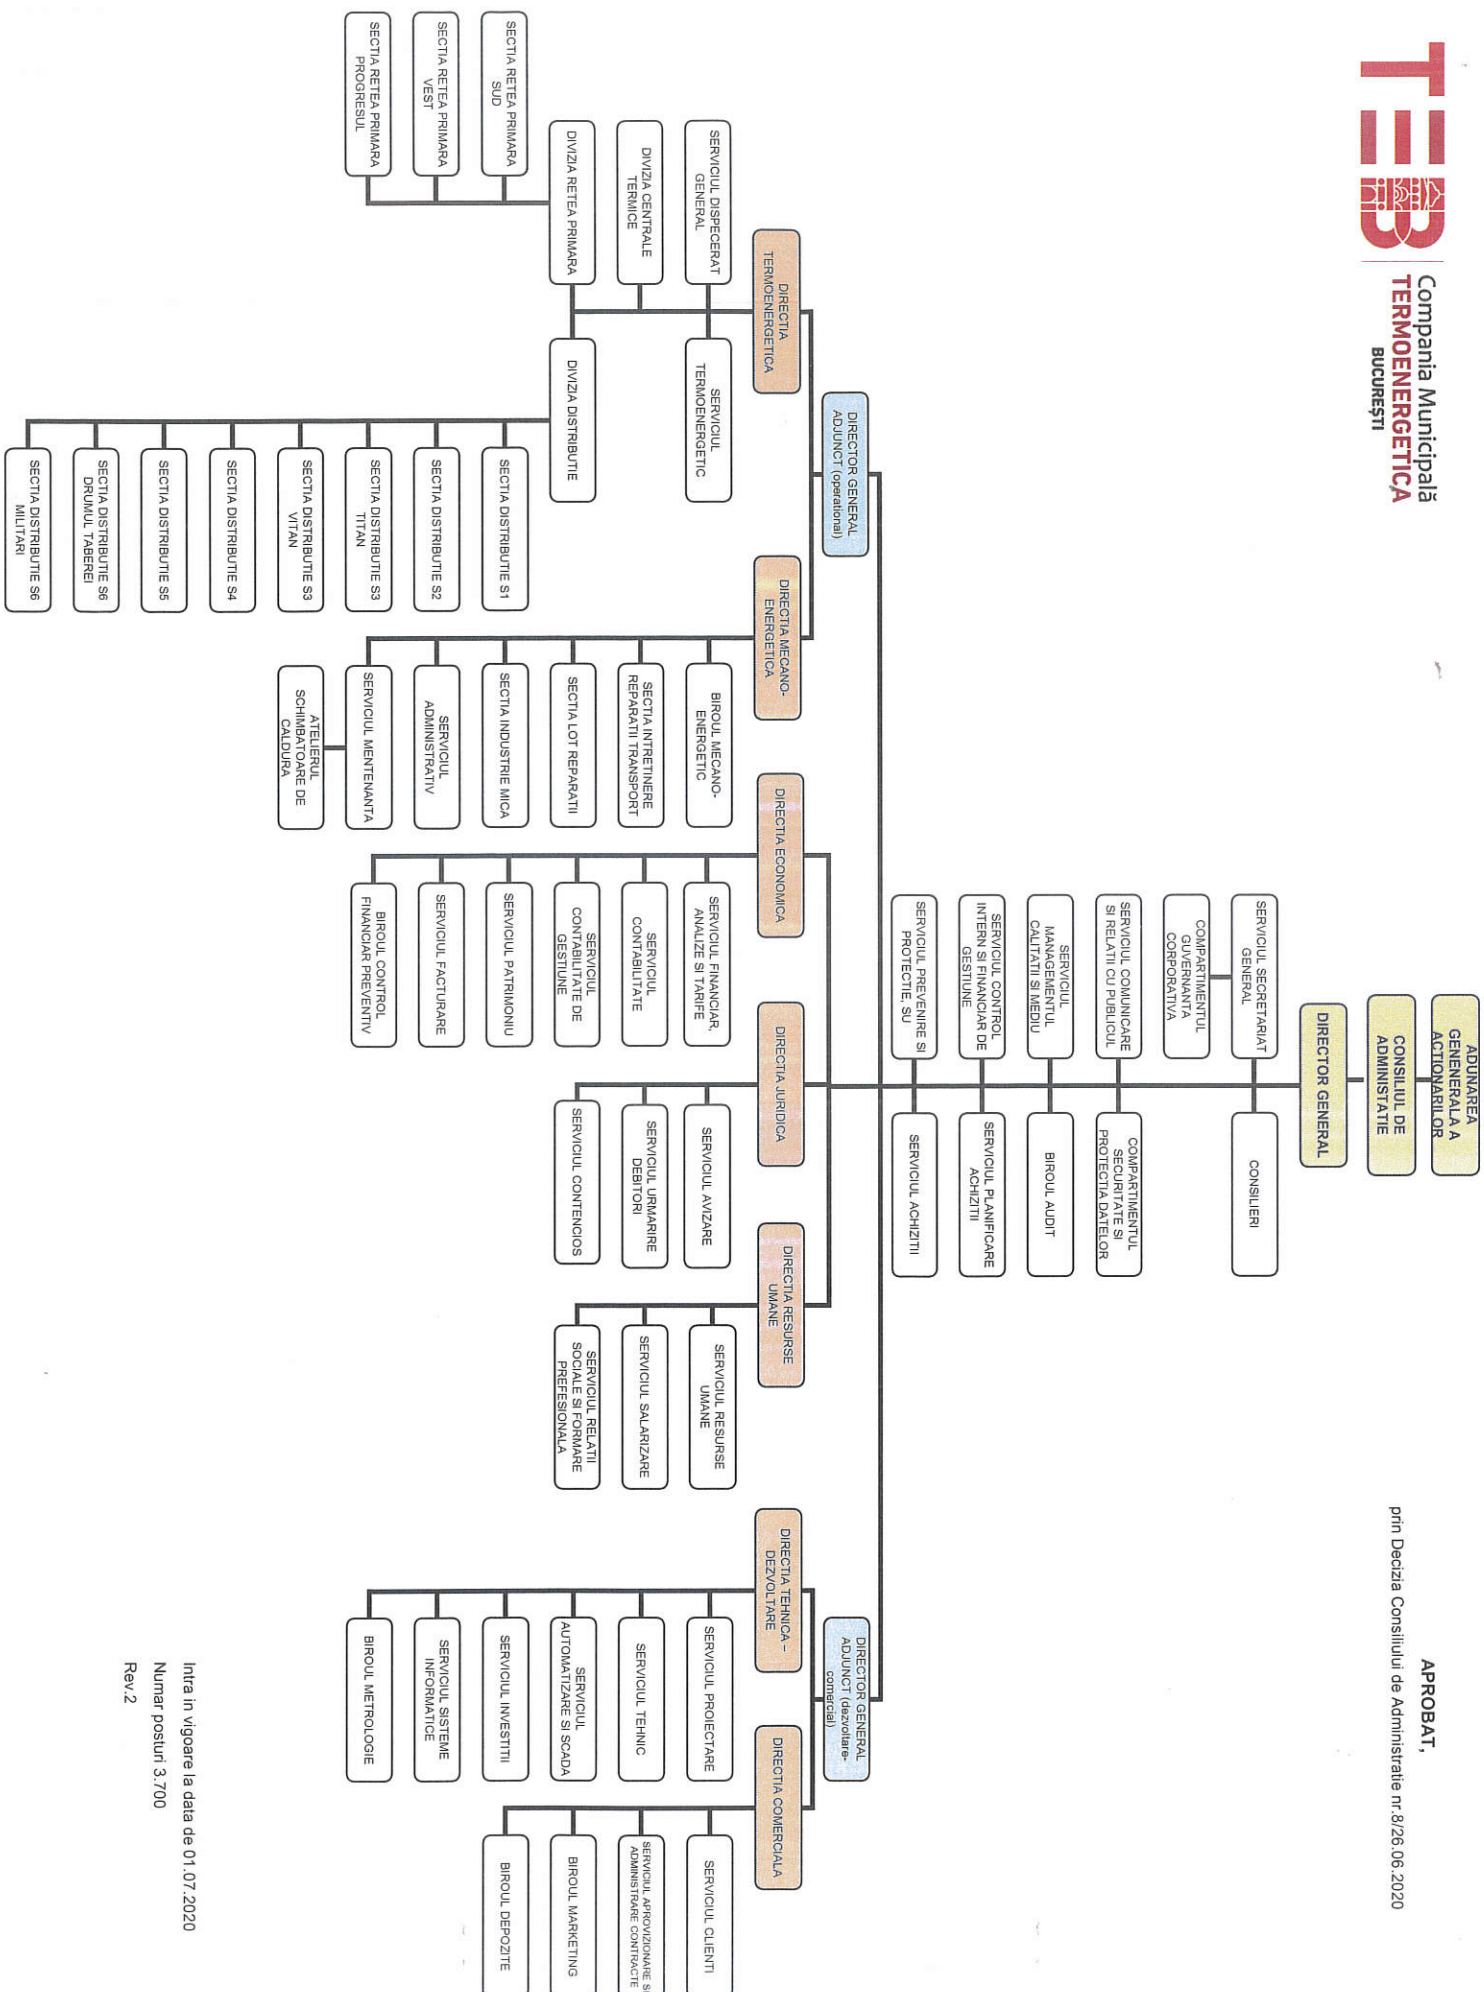 TEB
Compania Municipală
TERMOENERGETICA
BUCUREȘTI
APROBAT,
prin Decizia Consiliului de Administratie nr.8/26.06.2020
ADUNAREA
GENENERALA A
ACTIONARILOR
CONSILIUL DE
ADMINISTATIE
DIRECTOR GENERAL
SERVICIUL SECRETARIAT
GENERAL
CONSILIERI
COMPARTIMENTUL
GUVERNANTA
CORPORATIVA
SERVICIUL COMUNICARE
SI RELATII CU PUBLICUL
COMPARTIMENTUL
SECURITATE SI
PROTECTIA DATELOR
SERVICIUL
MANAGEMENTUL
CALITATII SI MEDIU
BIROUL AUDIT
SERVICIUL CONTROL
INTERN SI FINANCIAR DE
GESTIUNE
SERVICIUL PLANIFICARE
ACHIZITII
SERVICIUL PREVENIRE SI
PROTECTIE, SU
SERVICIUL ACHIZITII
DIRECTOR GENERAL
ADJUNCT (operational)
DIRECTOR GENERAL
ADJUNCT (dezvoltare-
comercial)
DIRECTIA
TERMOENERGETICA
DIRECTIA MECANO-
ENERGETICA
DIRECTIA ECONOMICA
DIRECTIA JURIDICA
DIRECTIA RESURSE
UMANE
DIRECTIA TEHNICA –
DEZVOLTARE
DIRECTIA COMERCIALA
SERVICIUL DISPECERAT
GENERAL
SERVICIUL
TERMOENERGETIC
DIVIZIA CENTRALE
TERMICE
DIVIZIA RETEA PRIMARA
DIVIZIA DISTRIBUTIE
SECTIA RETEA PRIMARA
SUD
SECTIA RETEA PRIMARA
VEST
SECTIA RETEA PRIMARA
PROGRESUL
SECTIA DISTRIBUTIE S1
SECTIA DISTRIBUTIE S2
SECTIA DISTRIBUTIE S3
TITAN
SECTIA DISTRIBUTIE S3
VITAN
SECTIA DISTRIBUTIE S4
SECTIA DISTRIBUTIE S5
SECTIA DISTRIBUTIE S6
DRUMUL TABEREI
SECTIA DISTRIBUTIE S6
MILITARI
BIROUL MECANO-
ENERGETIC
SECTIA INTRETINERE
REPARATII TRANSPORT
SECTIA LOT REPARATII
SECTIA INDUSTRIE MICA
SERVICIUL
ADMINISTRATIV
SERVICIUL MENTENANTA
ATELIERUL
SCHIMBATOARE DE
CALDURA
SERVICIUL FINANCIAR,
ANALIZE SI TARIFE
SERVICIUL
CONTABILITATE
SERVICIUL
CONTABILITATE DE
GESTIUNE
SERVICIUL PATRIMONIU
SERVICIUL FACTURARE
BIROUL CONTROL
FINANCIAR PREVENTIV
SERVICIUL AVIZARE
SERVICIUL URMARIRE
DEBITORI
SERVICIUL CONTENCIOS
SERVICIUL RESURSE
UMANE
SERVICIUL SALARIZARE
SERVICIUL RELATII
SOCIALE SI FORMARE
PREFESIONALA
SERVICIUL PROIECTARE
SERVICIUL TEHNIC
SERVICIUL
AUTOMATIZARE SI SCADA
SERVICIUL INVESTITII
SERVICIUL SISTEME
INFORMATICE
BIROUL METROLOGIE
SERVICIUL CLIENTI
SERVICIUL APROVIZIONARE SI
ADMINISTRARE CONTRACTE
BIROUL MARKETING
BIROUL DEPOZITE
Intra in vigoare la data de 01.07.2020
Numar posturi 3.700
Rev.2